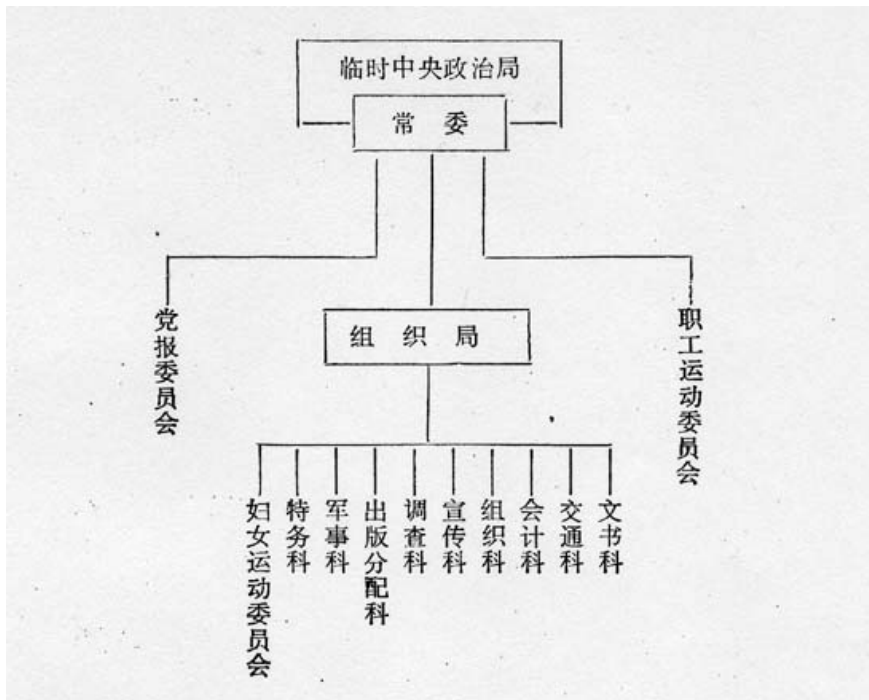 临时中央政治局
常委
党报委员会
组织局
职工运动委员会
妇女运动委员会
特务科
军事科
出版分配科
调查科
宣传科
组织科
会计科
交通科
文书科